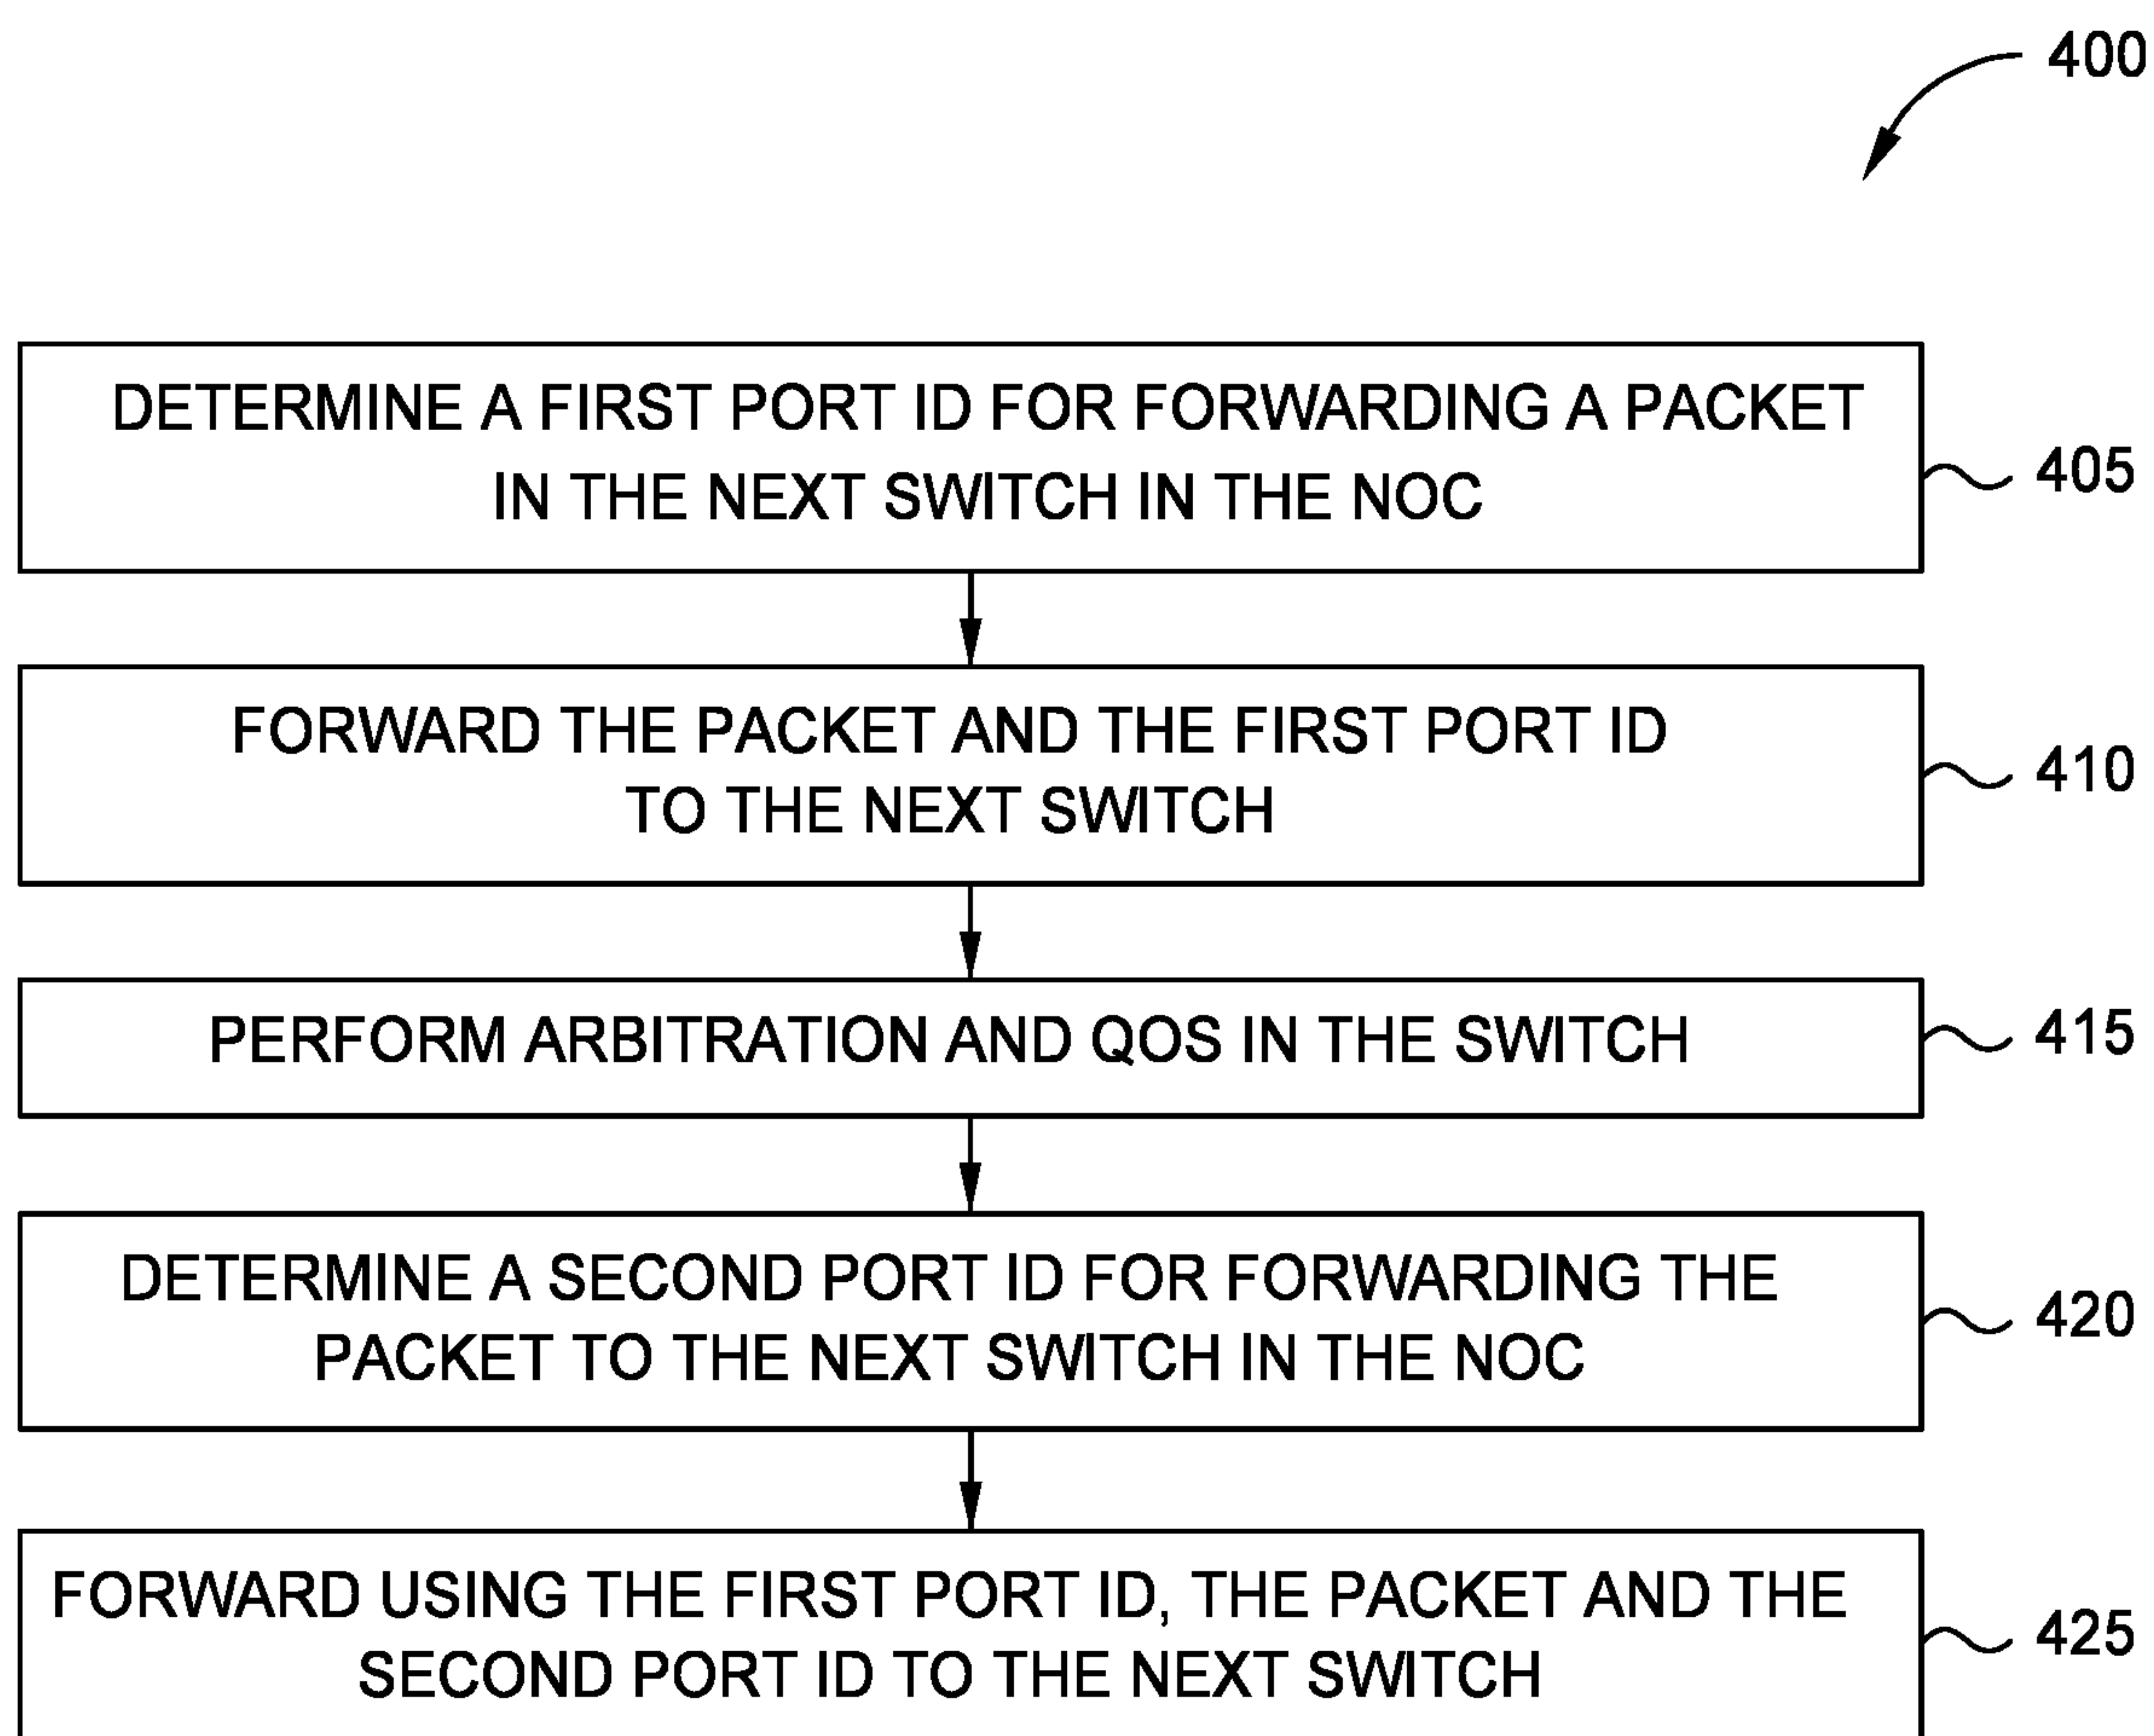 400
DETERMINE A FIRST PORT ID FOR FORWARDING A PACKET
IN THE NEXT SWITCH IN THE NOC
405
FORWARD THE PACKET AND THE FIRST PORT ID
TO THE NEXT SWITCH
410
PERFORM ARBITRATION AND QOS IN THE SWITCH
415
DETERMINE A SECOND PORT ID FOR FORWARDING THE
PACKET TO THE NEXT SWITCH IN THE NOC
420
FORWARD USING THE FIRST PORT ID, THE PACKET AND THE
SECOND PORT ID TO THE NEXT SWITCH
425